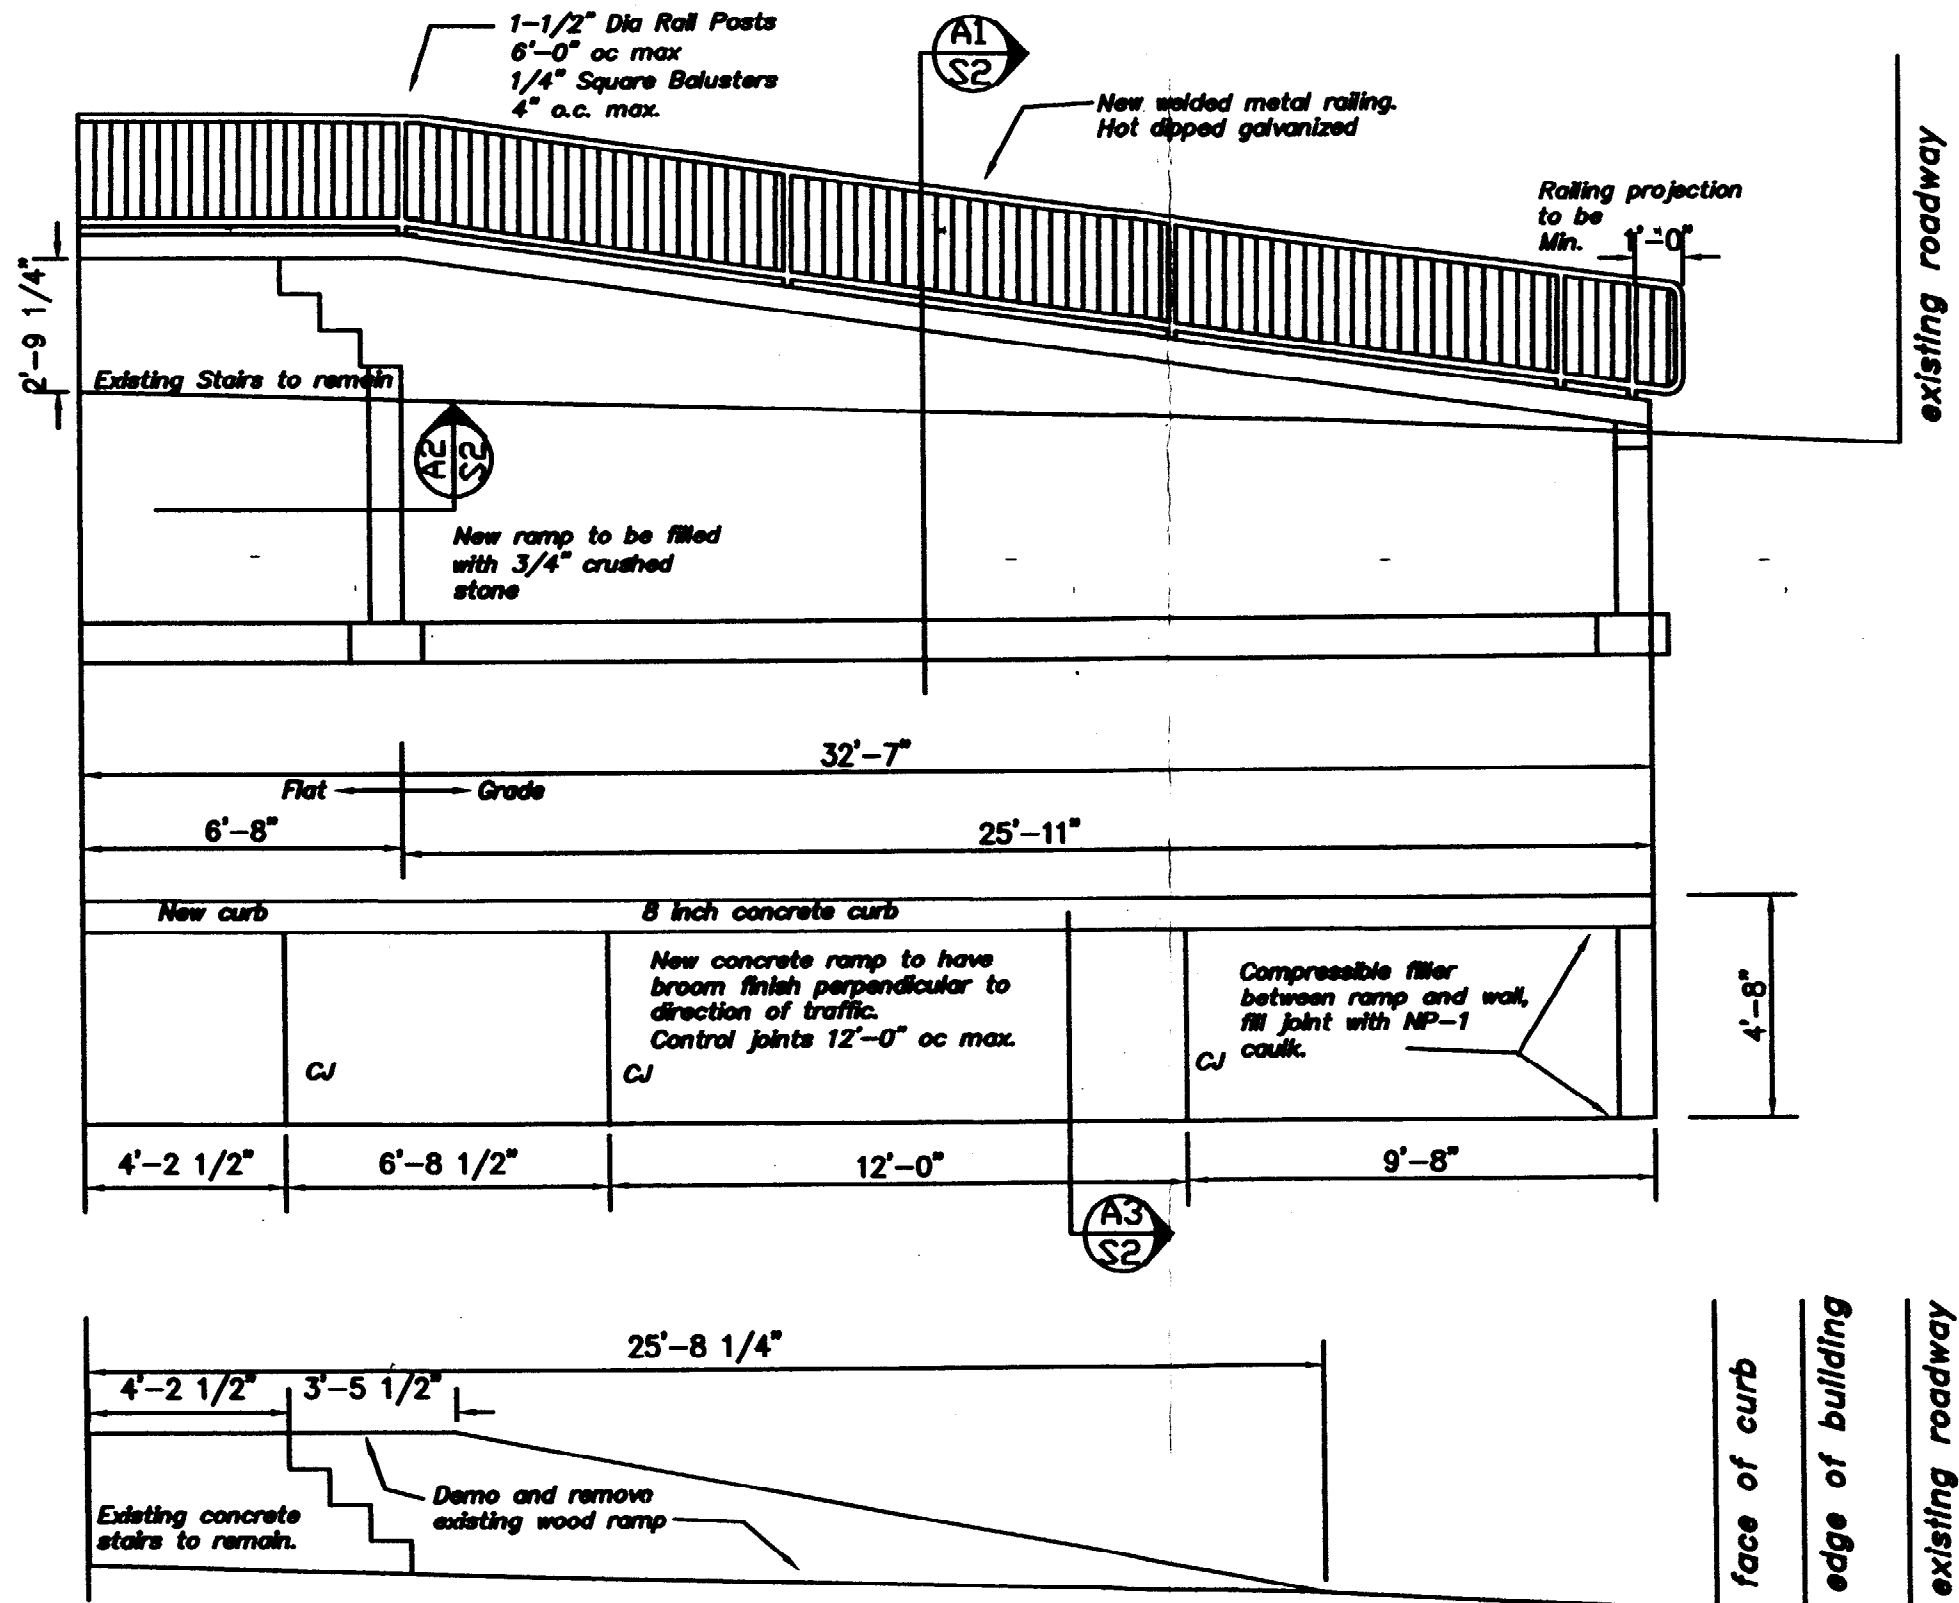 1-1/2" Dia Rail Posts
6'-0" oc max
1/4" Square Balusters
4" o.c. max.
A1
S2
New welded metal railing.
Hot dipped galvanized
Railing projection
to be
Min. 1'-0"
existing roadway
2'-9 1/4"
Existing Stairs to remain
A2
S2
New ramp to be filled
with 3/4" crushed
stone
32'-7"
Flat
Grade
6'-8"
25'-11"
New curb
8 inch concrete curb
New concrete ramp to have
broom finish perpendicular to
direction of traffic.
Control joints 12'-0" oc max.
Compressible filler
between ramp and wall,
fill joint with NP-1
caulk.
CJ
CJ
CJ
4'-8"
4'-2 1/2"
6'-8 1/2"
12'-0"
9'-8"
A3
S2
25'-8 1/4"
4'-2 1/2"
3'-5 1/2"
Demo and remove
existing wood ramp
Existing concrete
stairs to remain.
face of curb
edge of building
existing roadway